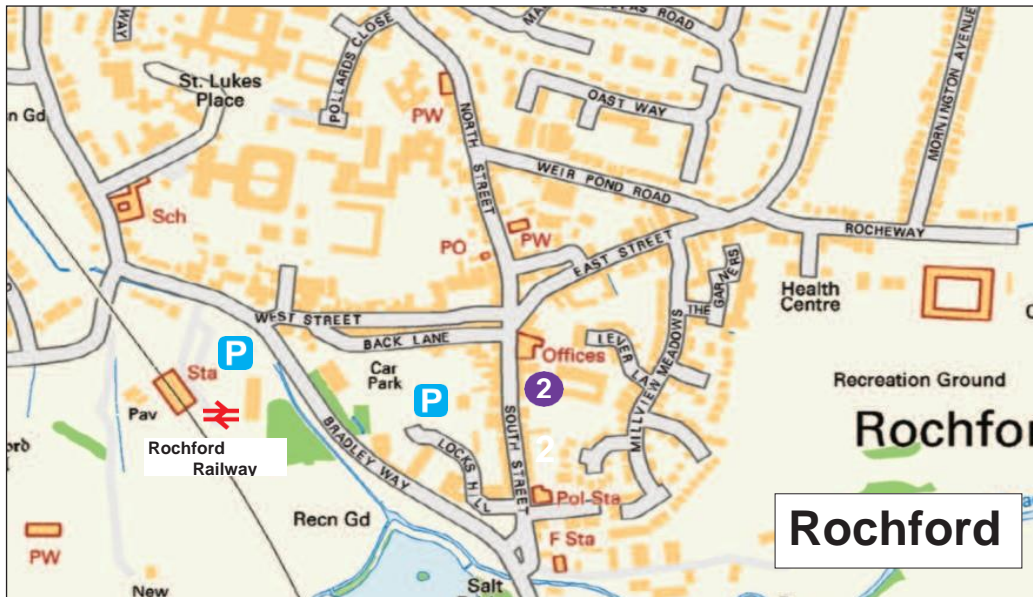 WAY
St. Lukes
Place
n Gd
POLLARDS CLOSE
PW
NORTH STREET
ROAD
OAST WAY
MORNINGTON AVENUE
WEIR POND ROAD
Sch
PO
PW
EAST STREET
ROCHEWAY
Health
Centre
THE GARNERS
WEST STREET
BACK LANE
Offices
LEVER LA
MILLVIEW MEADOWS
P
Sta
Car
Park
P
2
Recreation Ground
Pav
Rochford
Railway
BRADLEY WAY
LOCKS HILL
SOUTH STREET
2
Rochfor
Pol Sta
Recn Gd
F Sta
Rochford
PW
New
Salt